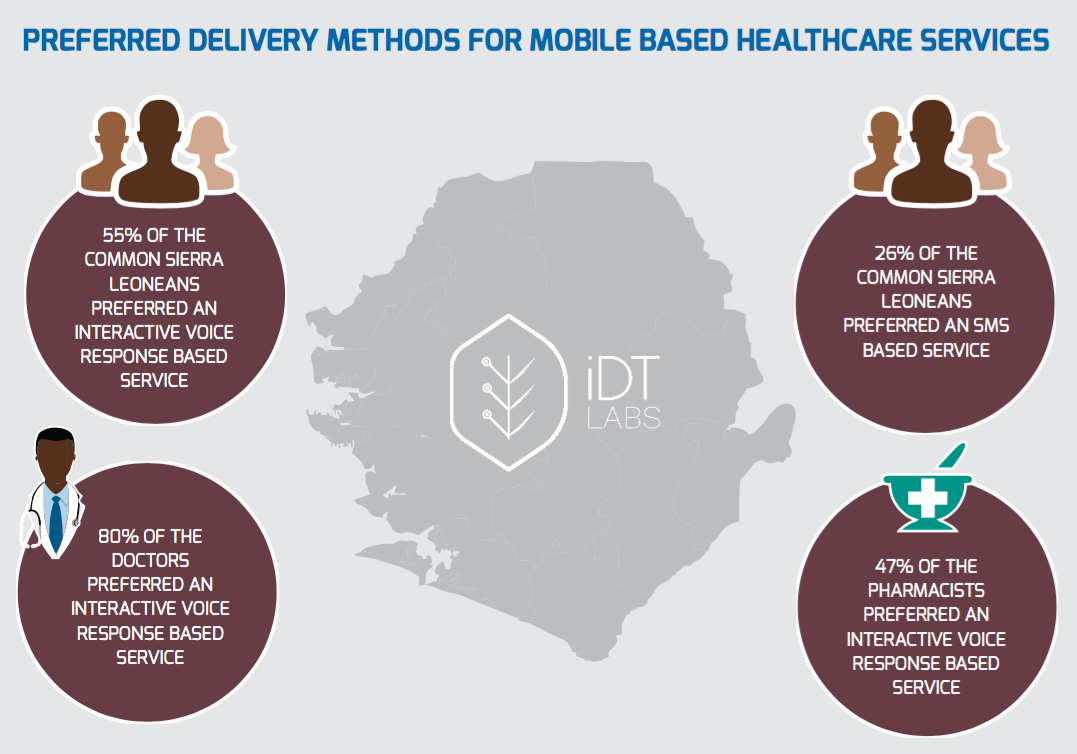 PREFERRED DELIVERY METHODS FOR MOBILE BASED HEALTHCARE SERVICES
55% OF THE
COMMON SIERRA
LEONEANS
PREFERRED AN
INTERACTIVE VOICE
RESPONSE BASED
SERVICE
26% OF THE
COMMON SIERRA
LEONEANS
PREFERRED AN SMS
BASED SERVICE
iDT
LABS
80% OF THE
DOCTORS
PREFERRED AN
INTERACTIVE VOICE
RESPONSE BASED
SERVICE
47% OF THE
PHARMACISTS
PREFERRED AN
INTERACTIVE VOICE
RESPONSE BASED
SERVICE